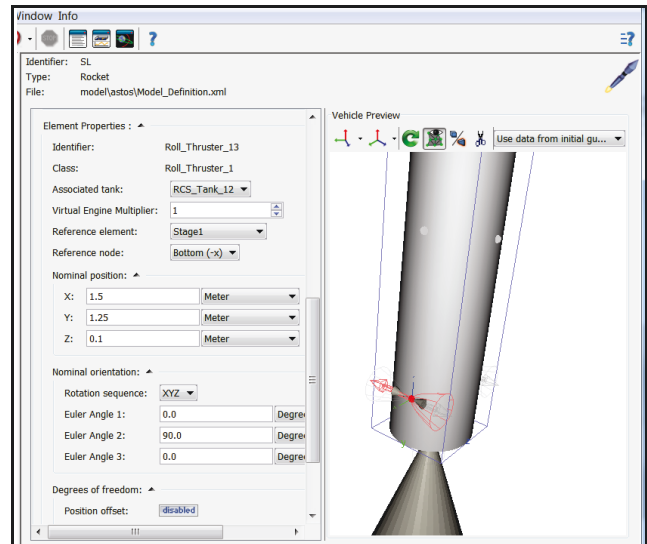 Window Info
Identifier: SL
Type: Rocket
File: model\astos\Model_Definition.xml
Element Properties :
Identifier: Roll_Thruster_13
Class: Roll_Thruster_1
Associated tank: RCS_Tank_12
Virtual Engine Multiplier: 1
Reference element: Stage1
Reference node: Bottom (-x)
Nominal position:
X: 1.5 Meter
Y: 1.25 Meter
Z: 0.1 Meter
Nominal orientation:
Rotation sequence: XYZ
Euler Angle 1: 0.0 Degre
Euler Angle 2: 90.0 Degre
Euler Angle 3: 0.0 Degre
Degrees of freedom:
Position offset: disabled
Vehicle Preview
Use data from initial gu...